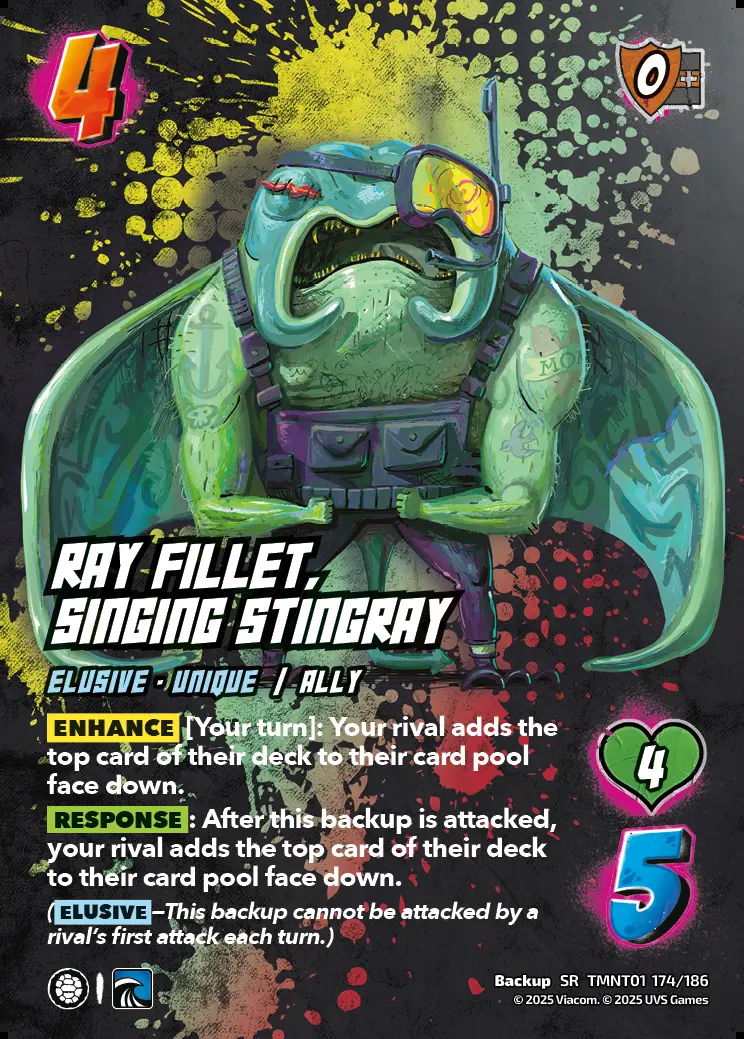 4
0
+
MOM
RAY FILLET,
SINGING STINGRAY
ELUSIVE · UNIQUE | ALLY
ENHANCE [Your turn]: Your rival adds the
top card of their deck to their card pool
face down.
RESPONSE : After this backup is attacked,
your rival adds the top card of their deck
to their card pool face down.
(ELUSIVE—This backup cannot be attacked by a
rival's first attack each turn.)
4
5
Backup SR TMNT01 174/186
© 2025 Viacom. © 2025 UVS Games